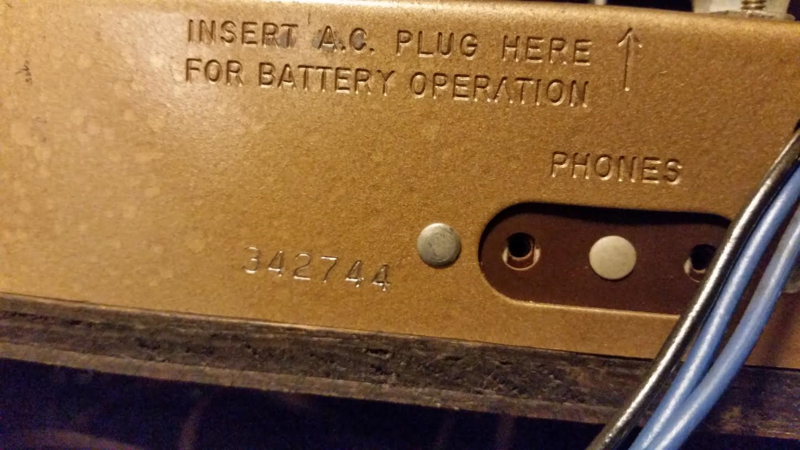 INSERT A.C. PLUG HERE ↑
FOR BATTERY OPERATION
PHONES
342744